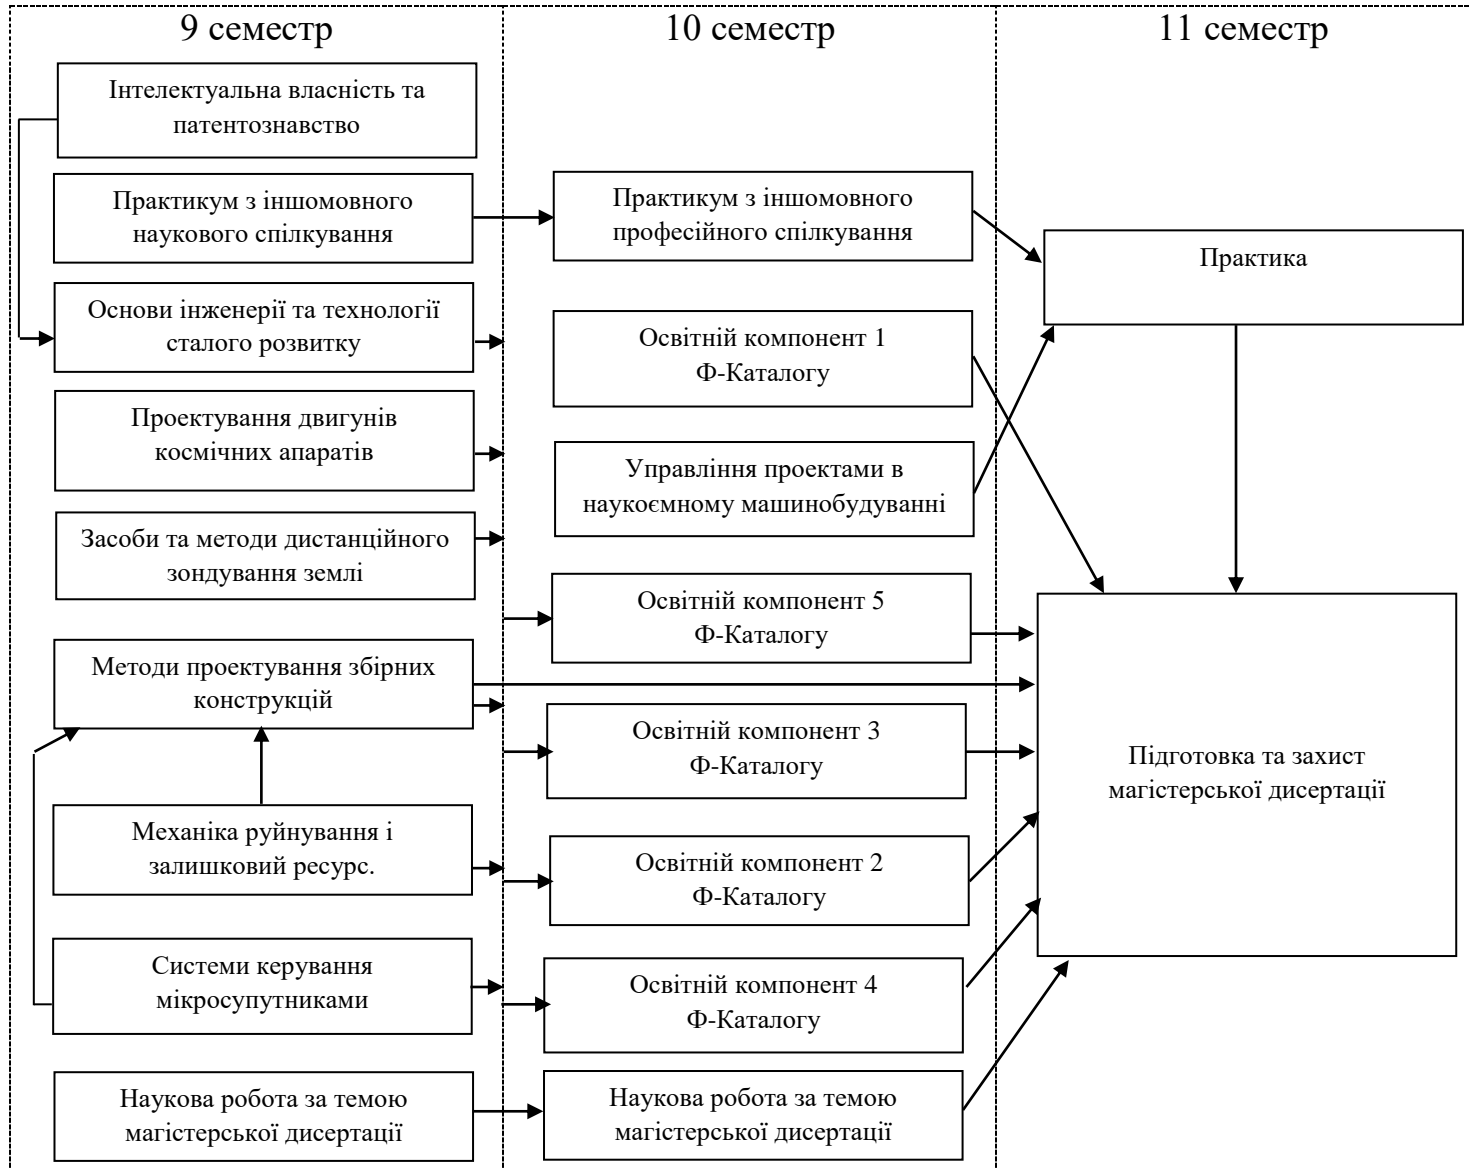 9 семестр
10 семестр
11 семестр
Інтелектуальна власність та
патентознавство
Практикум з іншомовного
наукового спілкування
Основи інженерії та технології
сталого розвитку
Проектування двигунів
космічних апаратів
Засоби та методи дистанційного
зондування землі
Методи проектування збірних
конструкцій
Механіка руйнування і
залишковий ресурс.
Системи керування
мікросупутниками
Наукова робота за темою
магістерської дисертації
Практикум з іншомовного
професійного спілкування
Освітній компонент 1
Ф-Каталогу
Управління проектами в
наукоємному машинобудуванні
Освітній компонент 5
Ф-Каталогу
Освітній компонент 3
Ф-Каталогу
Освітній компонент 2
Ф-Каталогу
Освітній компонент 4
Ф-Каталогу
Наукова робота за темою
магістерської дисертації
Практика
Підготовка та захист
магістерської дисертації